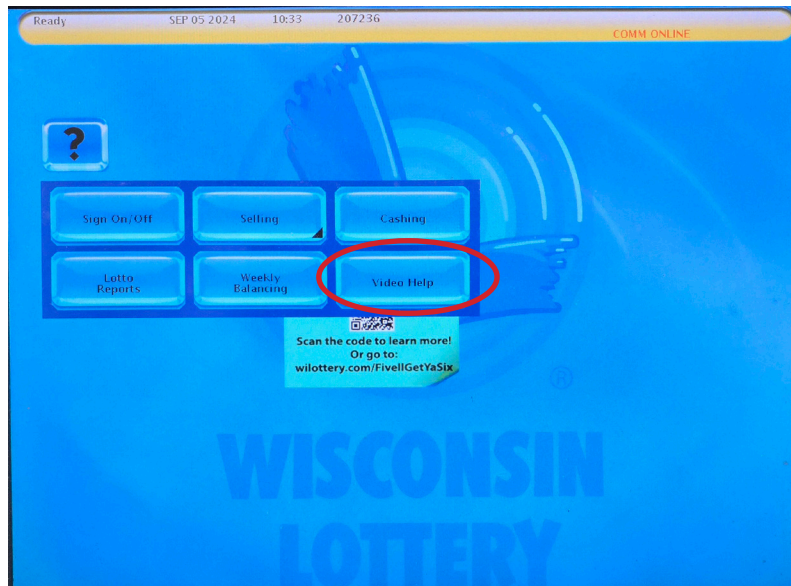 Ready SEP 05 2024 10:33 207236
COMM ONLINE
?
Sign On/Off Selling Cashing
Lotto Reports Weekly Balancing Video Help
Scan the code to learn more!
Or go to:
wilottery.com/FivellGetYaSix
®
WISCONSIN
LOTTERY